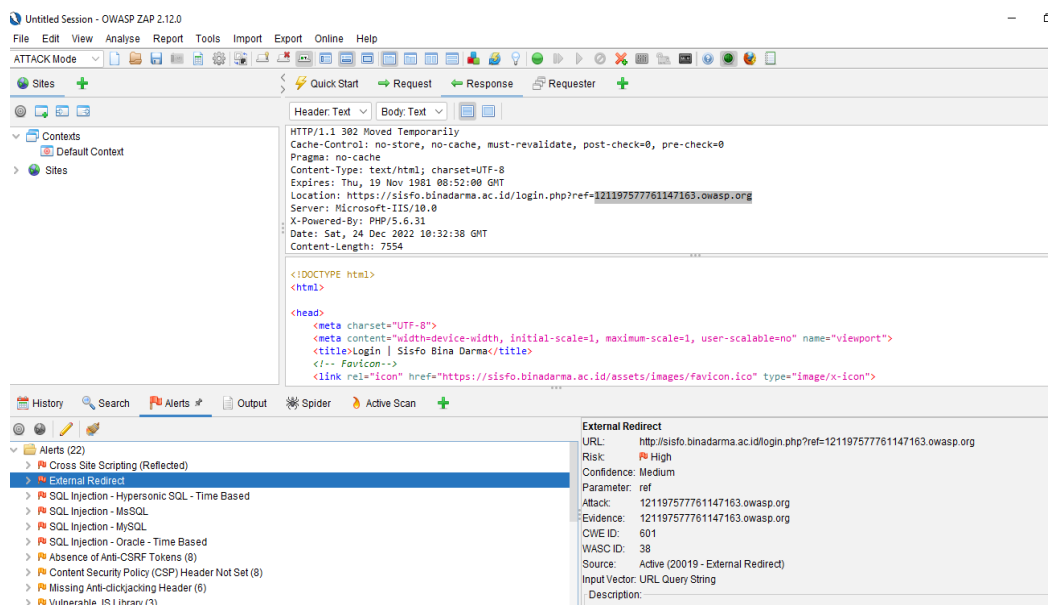 Untitled Session - OWASP ZAP 2.12.0
File Edit View Analyse Report Tools Import Export Online Help
ATTACK Mode
Sites
Quick Start Request Response Requester
Header: Text Body: Text
Contexts
Default Context
Sites
HTTP/1.1 302 Moved Temporarily
Cache-Control: no-store, no-cache, must-revalidate, post-check=0, pre-check=0
Pragma: no-cache
Content-Type: text/html; charset=UTF-8
Expires: Thu, 19 Nov 1981 08:52:00 GMT
Location: https://sisfo.binadarma.ac.id/login.php?ref=121197577761147163.owasp.org
Server: Microsoft-IIS/10.0
X-Powered-By: PHP/5.6.31
Date: Sat, 24 Dec 2022 10:32:38 GMT
Content-Length: 7554
<!DOCTYPE html>
<html>
<head>
<meta charset="UTF-8">
<meta content="width=device-width, initial-scale=1, maximum-scale=1, user-scalable=no" name="viewport">
<title>Login | Sisfo Bina Darma</title>
<!-- Favicon-->
<link rel="icon" href="https://sisfo.binadarma.ac.id/assets/images/favicon.ico" type="image/x-icon">
History Search Alerts Output Spider Active Scan
Alerts (22)
Cross Site Scripting (Reflected)
External Redirect
SQL Injection - Hypersonic SQL - Time Based
SQL Injection - MsSQL
SQL Injection - MySQL
SQL Injection - Oracle - Time Based
Absence of Anti-CSRF Tokens (8)
Content Security Policy (CSP) Header Not Set (8)
Missing Anti-clickjacking Header (6)
Vulnerable JS Library (3)
External Redirect
URL: http://sisfo.binadarma.ac.id/login.php?ref=121197577761147163.owasp.org
Risk: High
Confidence: Medium
Parameter: ref
Attack: 121197577761147163.owasp.org
Evidence: 121197577761147163.owasp.org
CWE ID: 601
WASC ID: 38
Source: Active (20019 - External Redirect)
Input Vector: URL Query String
Description: